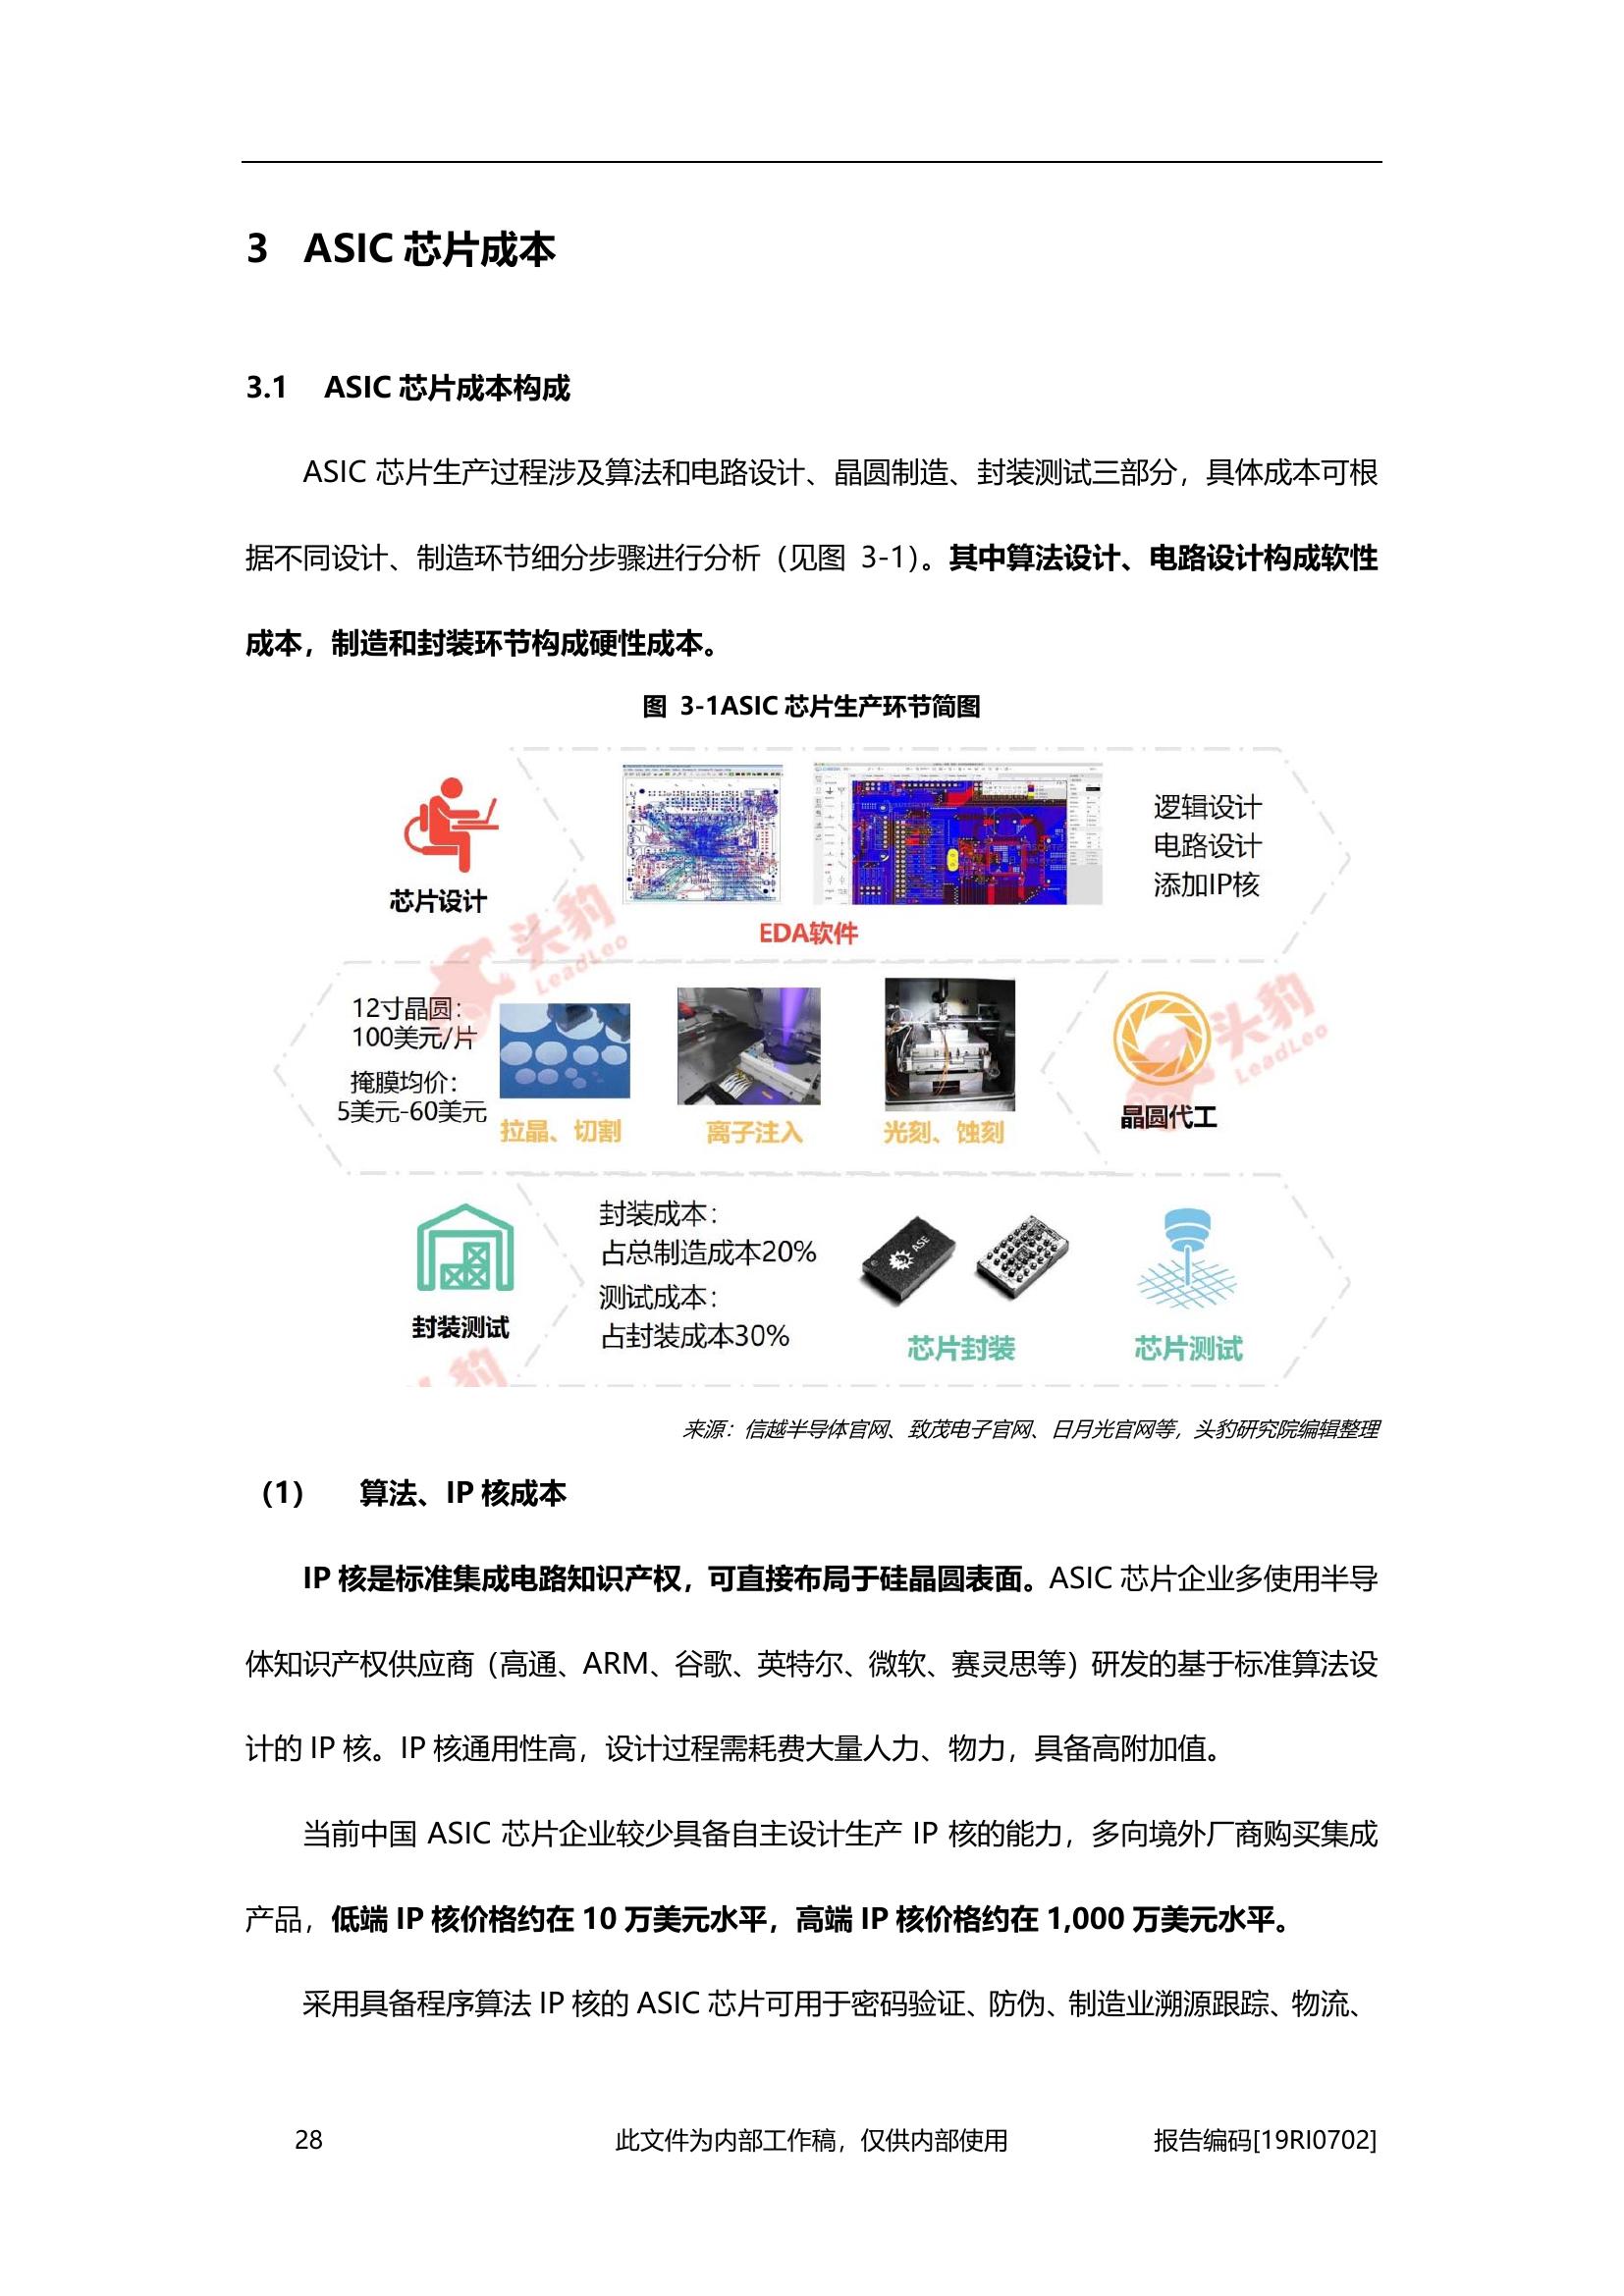 3 ASIC 芯片成本
3.1 ASIC 芯片成本构成
ASIC 芯片生产过程涉及算法和电路设计、晶圆制造、封装测试三部分，具体成本可根
据不同设计、制造环节细分步骤进行分析（见图 3-1）。其中算法设计、电路设计构成软性
成本，制造和封装环节构成硬性成本。
图 3-1ASIC 芯片生产环节简图
芯片设计
EDA软件
逻辑设计
电路设计
添加IP核
头豹
LeadLeo
12寸晶圆：
100美元/片
掩膜均价：
5美元-60美元
拉晶、切割
离子注入
光刻、蚀刻
晶圆代工
头豹
LeadLeo
封装测试
封装成本：
占总制造成本20%
测试成本：
占封装成本30%
ASE
芯片封装
芯片测试
头豹
来源：信越半导体官网、致茂电子官网、日月光官网等，头豹研究院编辑整理
（1） 算法、IP 核成本
IP 核是标准集成电路知识产权，可直接布局于硅晶圆表面。ASIC 芯片企业多使用半导
体知识产权供应商（高通、ARM、谷歌、英特尔、微软、赛灵思等）研发的基于标准算法设
计的 IP 核。IP 核通用性高，设计过程需耗费大量人力、物力，具备高附加值。
当前中国 ASIC 芯片企业较少具备自主设计生产 IP 核的能力，多向境外厂商购买集成
产品，低端 IP 核价格约在 10 万美元水平，高端 IP 核价格约在 1,000 万美元水平。
采用具备程序算法 IP 核的 ASIC 芯片可用于密码验证、防伪、制造业溯源跟踪、物流、
28 此文件为内部工作稿，仅供内部使用 报告编码[19RI0702]